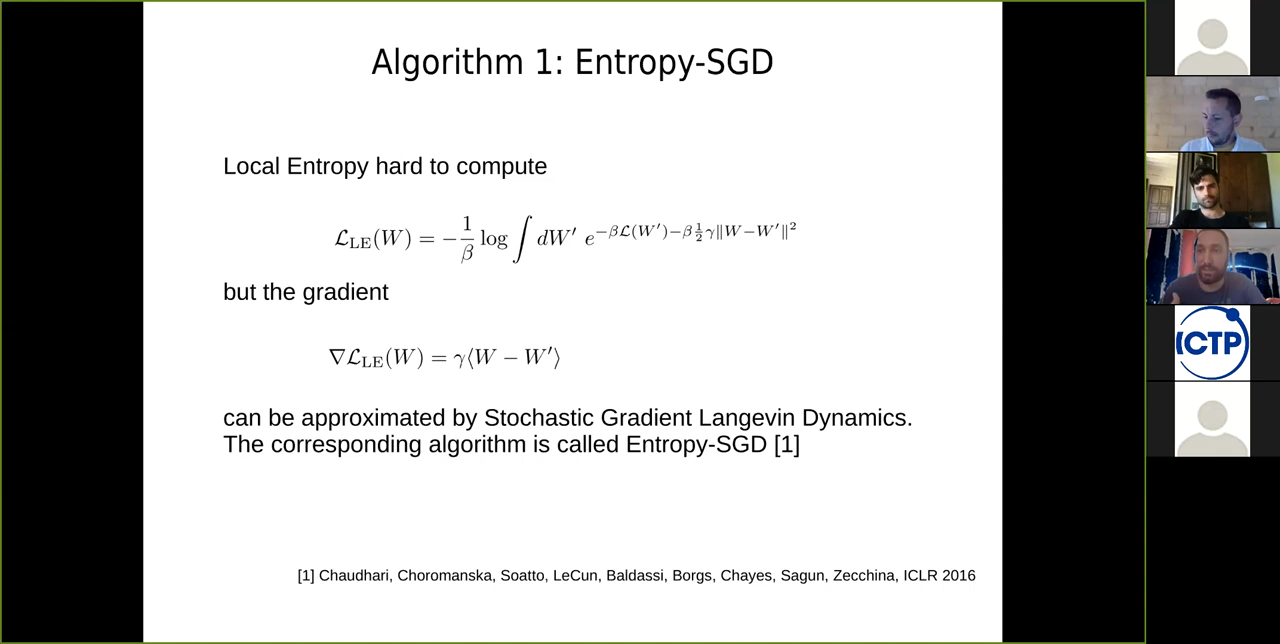 Algorithm 1: Entropy-SGD
Local Entropy hard to compute
ℒ_LE(W) = −(1/β) log ∫ dW′ e^{−βℒ(W′)−β½γ‖W−W′‖²}
but the gradient
∇ℒ_LE(W) = γ⟨W − W′⟩
can be approximated by Stochastic Gradient Langevin Dynamics.
The corresponding algorithm is called Entropy-SGD [1]
[1] Chaudhari, Choromanska, Soatto, LeCun, Baldassi, Borgs, Chayes, Sagun, Zecchina, ICLR 2016
ICTP